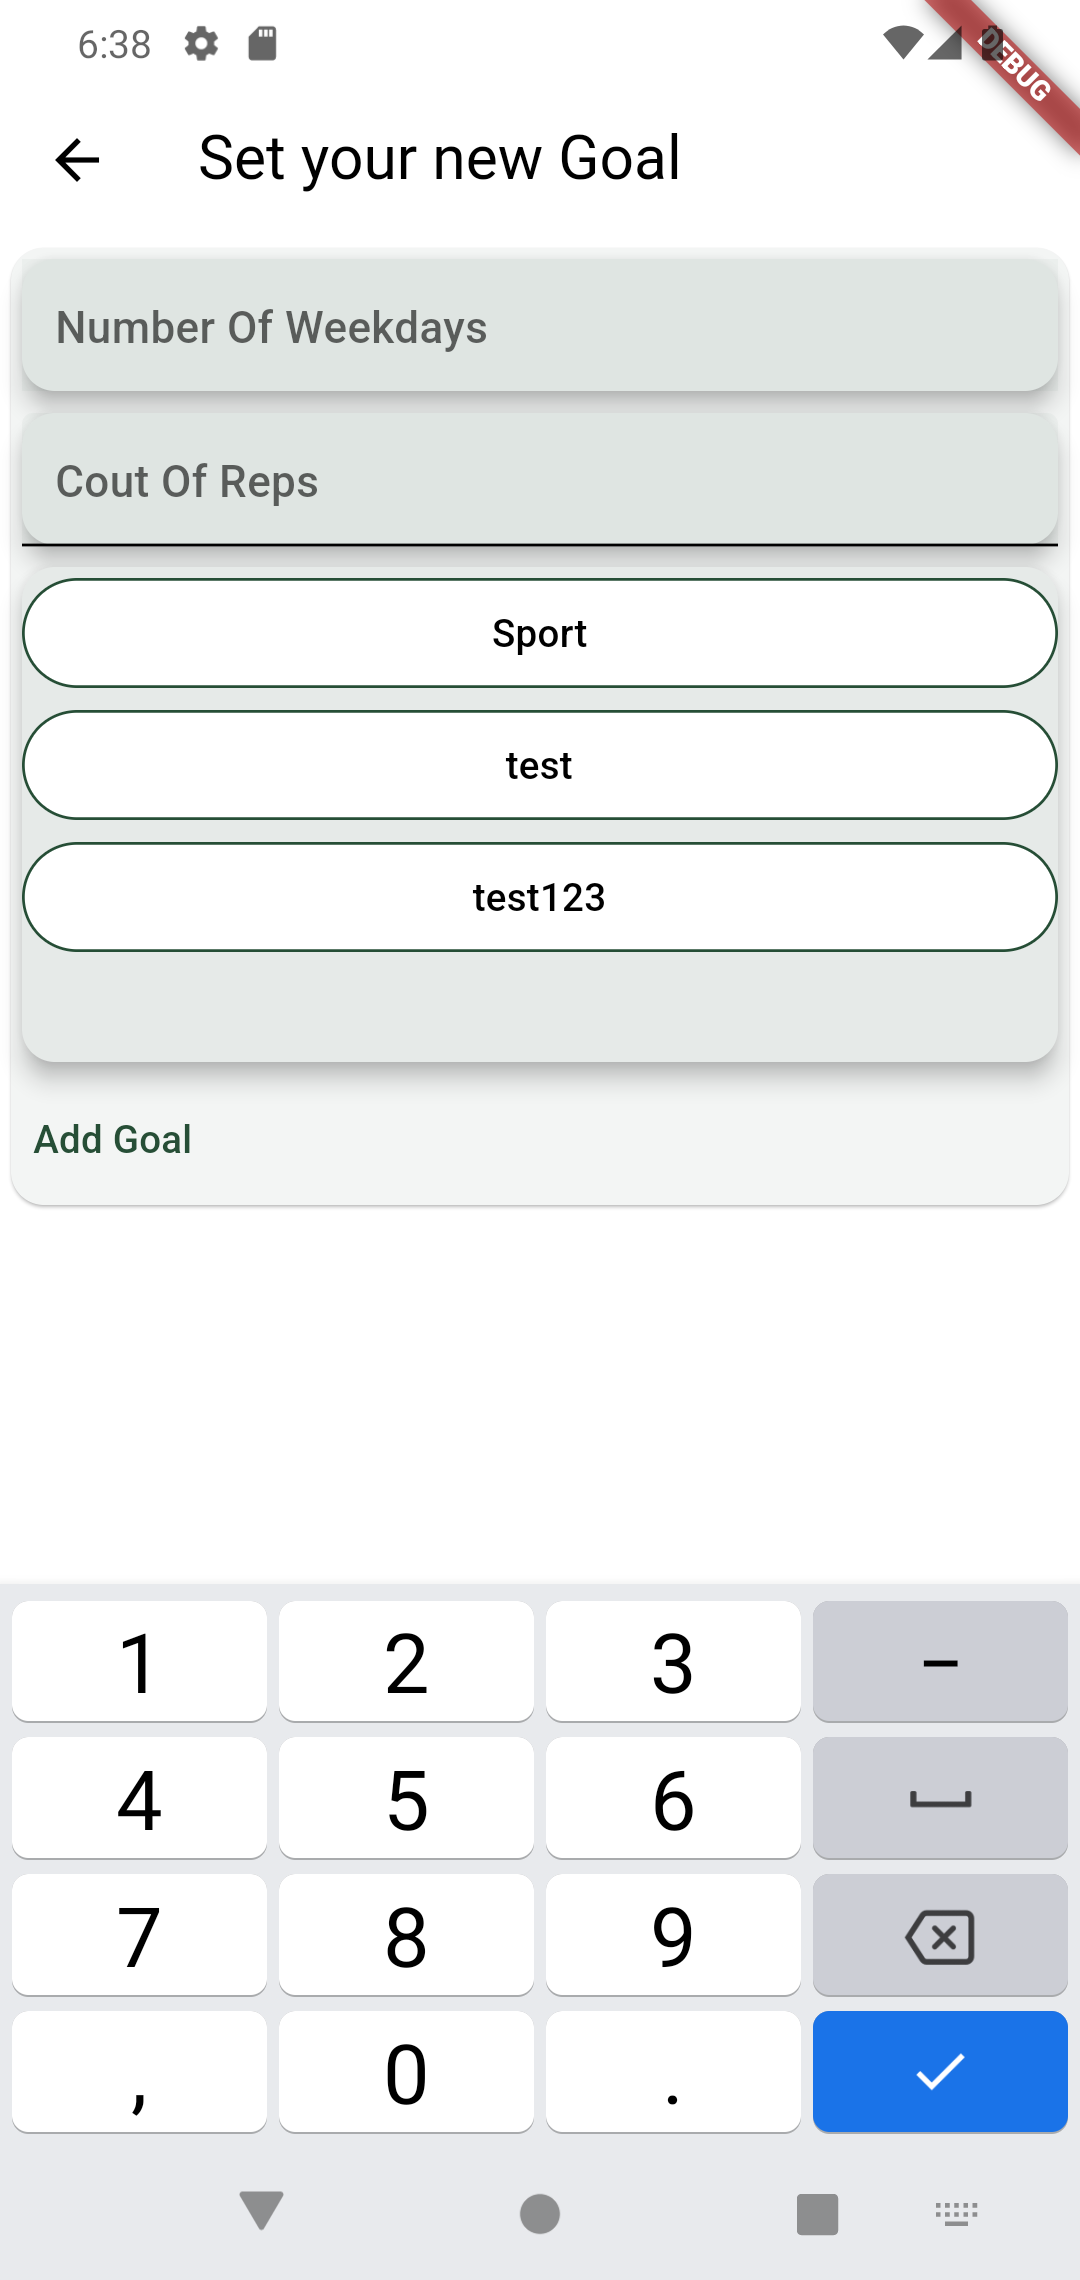 6:38
DEBUG
Set your new Goal
Number Of Weekdays
Cout Of Reps
Sport
test
test123
Add Goal
1 2 3 –
4 5 6
7 8 9
, 0 .